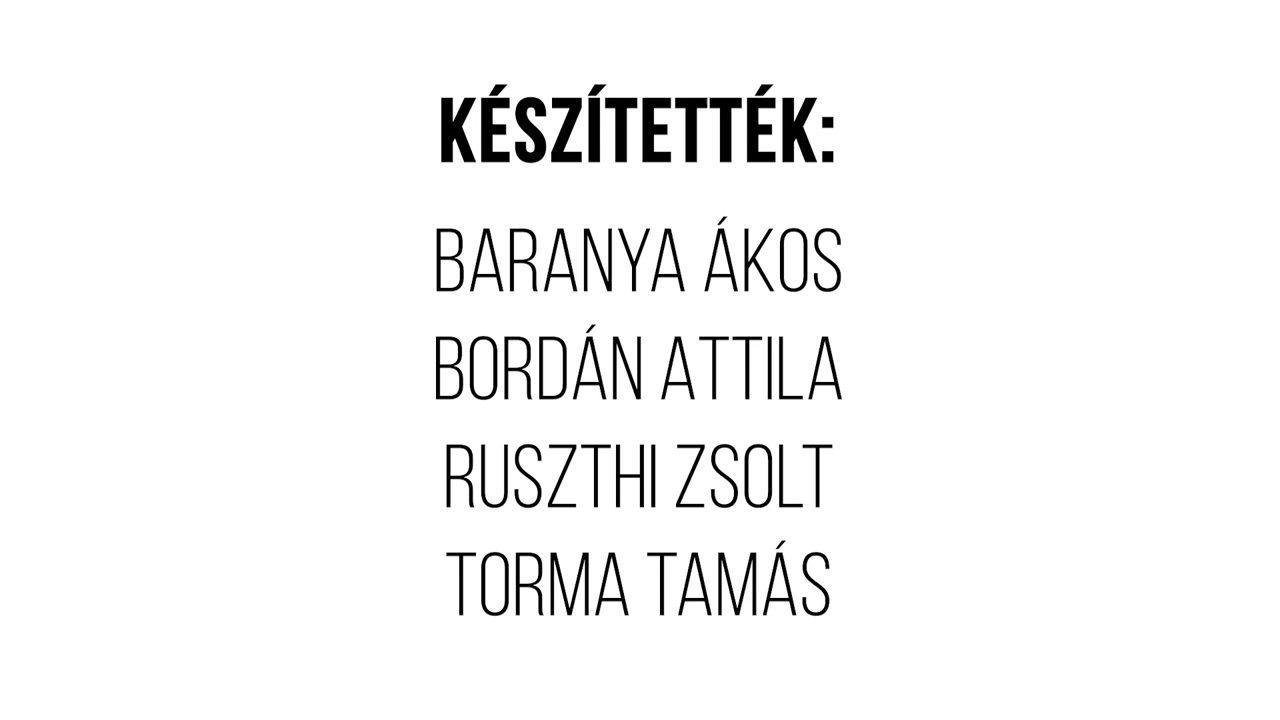 KÉSZÍTETTÉK:
BARANYA ÁKOS
BORDÁN ATTILA
RUSZTHI ZSOLT
TORMA TAMÁS